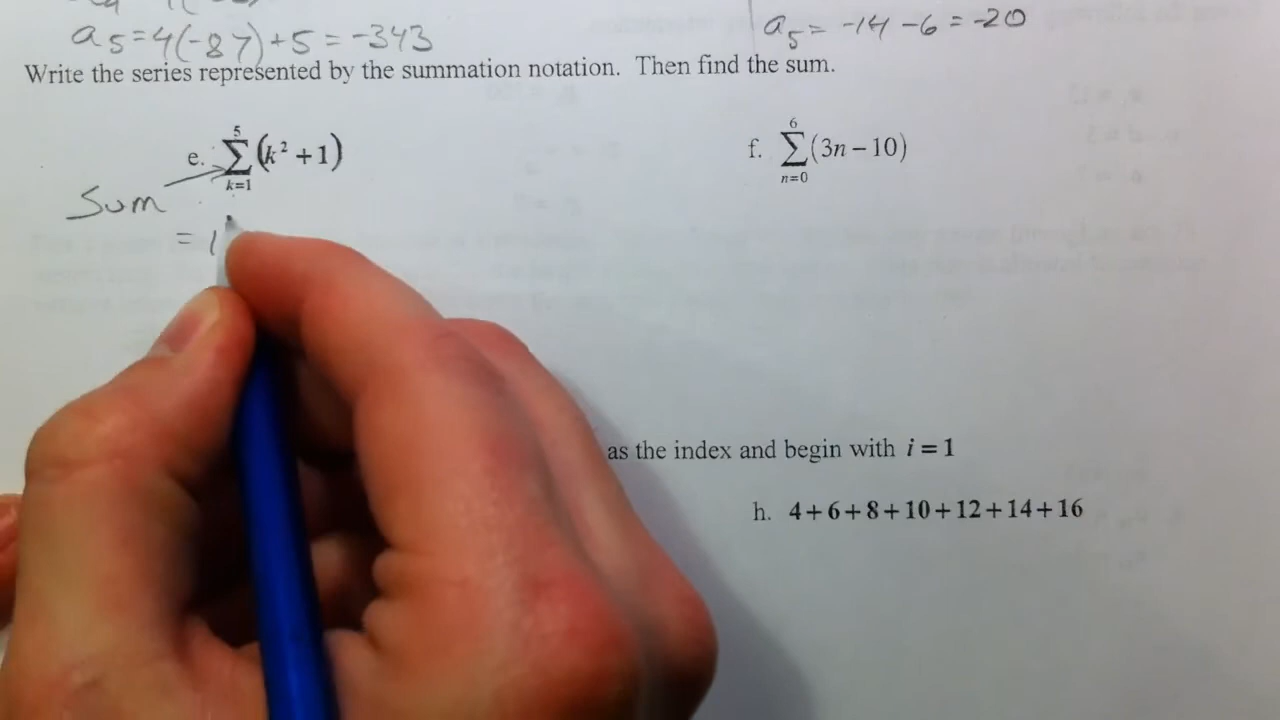 a5=4(-87)+5=-343
a5=-14-6=-20
Write the series represented by the summation notation. Then find the sum.
e. 5 ∑ k=1 (k² +1)
f. 6 ∑ n=0 (3n−10)
Sum
= 1
as the index and begin with i = 1
h. 4+6+8+10+12+14+16